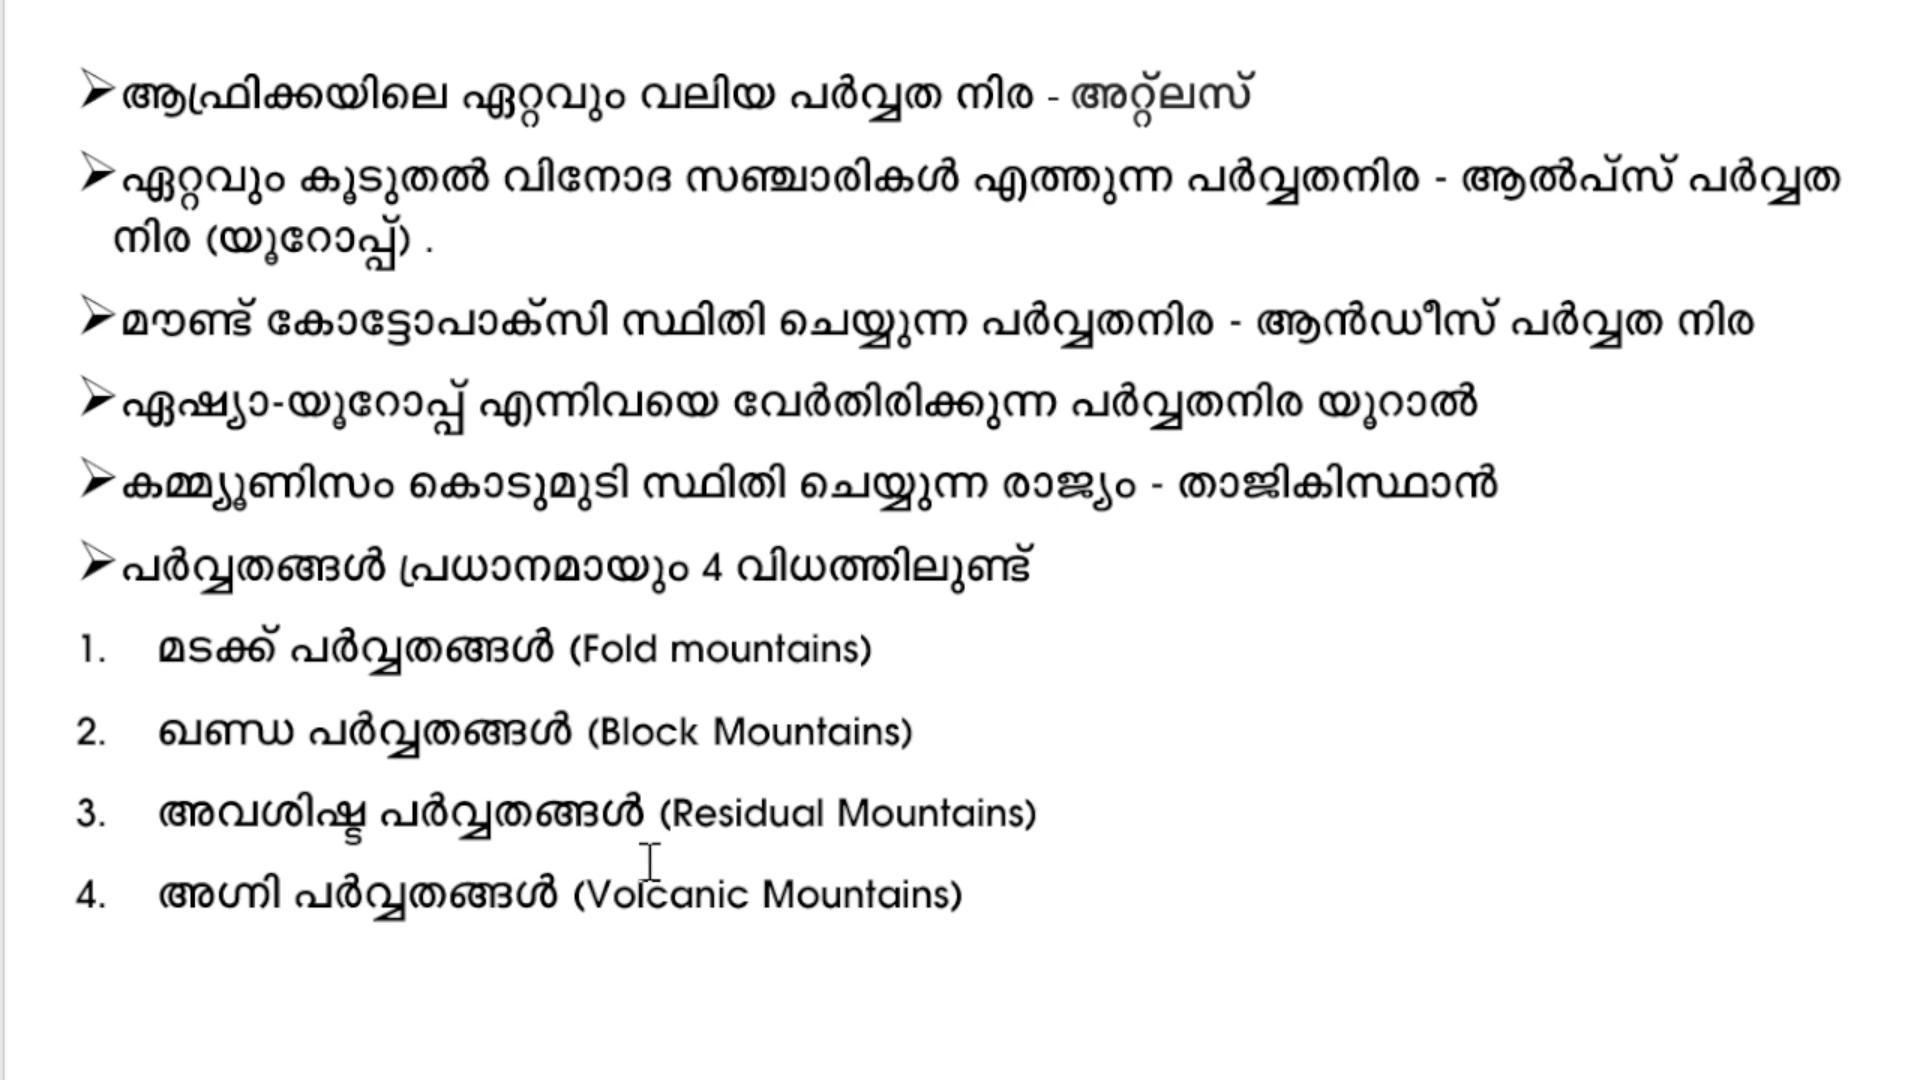 ➢ആഫ്രിക്കയിലെ ഏറ്റവും വലിയ പർവ്വത നിര - അറ്റ്ലസ്
➢ഏറ്റവും കൂടുതൽ വിനോദ സഞ്ചാരികൾ എത്തുന്ന പർവ്വതനിര - ആൽപ്സ് പർവ്വത
നിര (യൂറോപ്പ്) .
➢മൗണ്ട് കോട്ടോപാക്സി സ്ഥിതി ചെയ്യുന്ന പർവ്വതനിര - ആൻഡീസ് പർവ്വത നിര
➢ഏഷ്യാ-യൂറോപ്പ് എന്നിവയെ വേർതിരിക്കുന്ന പർവ്വതനിര യൂറാൽ
➢കമ്മ്യൂണിസം കൊടുമുടി സ്ഥിതി ചെയ്യുന്ന രാജ്യം - താജികിസ്ഥാൻ
➢പർവ്വതങ്ങൾ പ്രധാനമായും 4 വിധത്തിലുണ്ട്
1. മടക്ക് പർവ്വതങ്ങൾ (Fold mountains)
2. ഖണ്ഡ പർവ്വതങ്ങൾ (Block Mountains)
3. അവശിഷ്ട പർവ്വതങ്ങൾ (Residual Mountains)
4. അഗ്നി പർവ്വതങ്ങൾ (Volcanic Mountains)